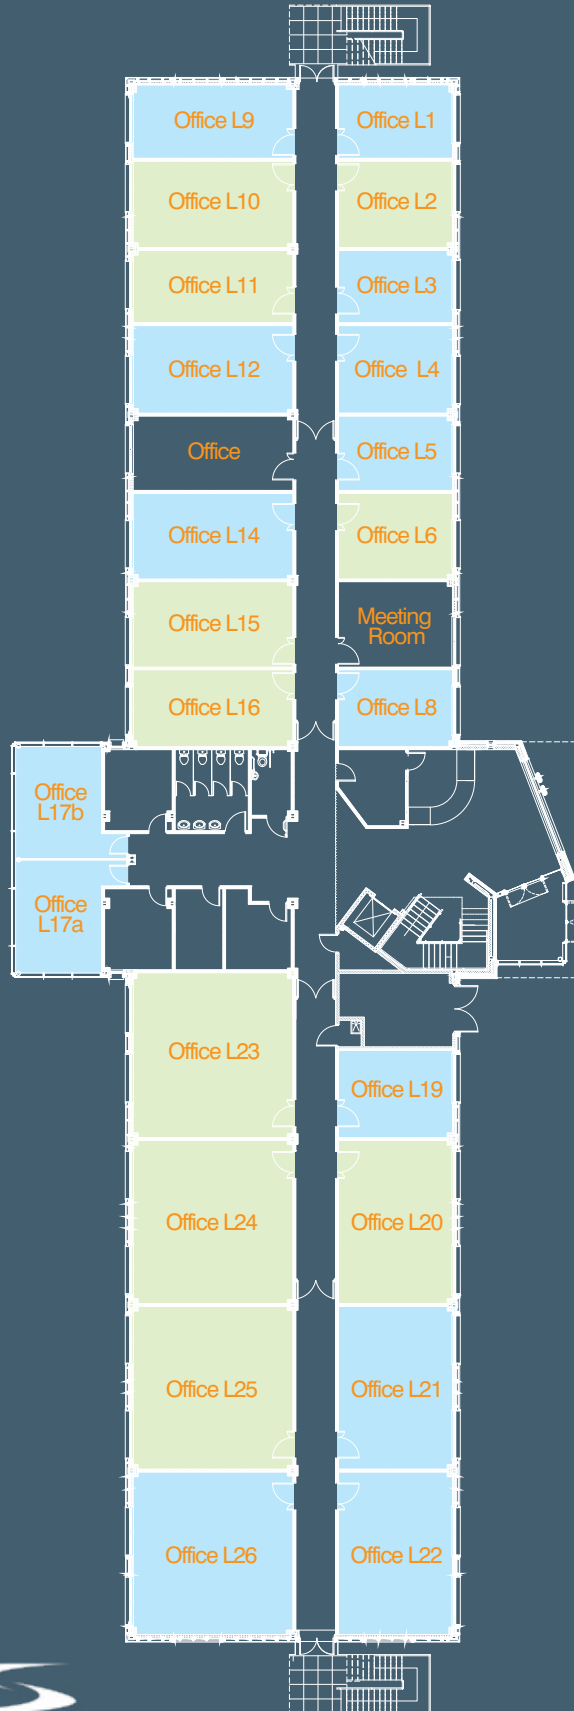 Office L9
Office L1
Office L10
Office L2
Office L11
Office L3
Office L12
Office L4
Office
Office L5
Office L14
Office L6
Office L15
Meeting
Room
Office L16
Office L8
Office
L17b
Office
L17a
Office L23
Office L19
Office L24
Office L20
Office L25
Office L21
Office L26
Office L22